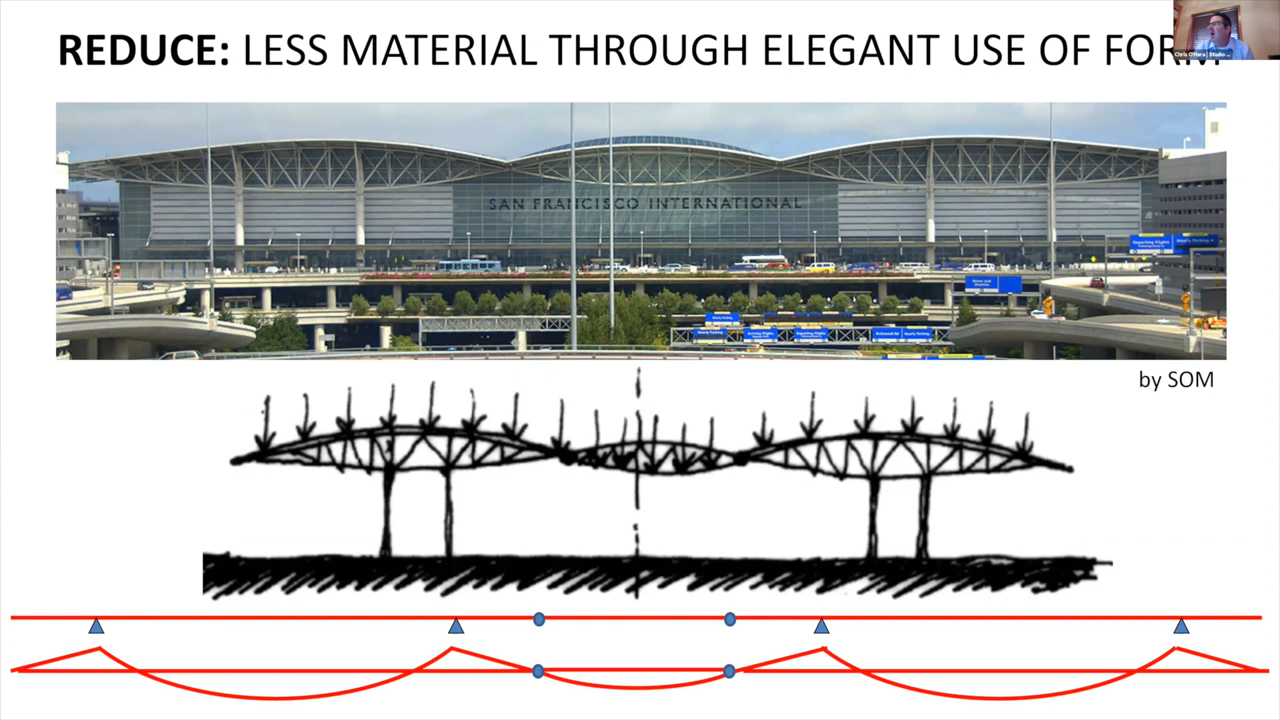 REDUCE: LESS MATERIAL THROUGH ELEGANT USE OF FORM
Chris O'Hara | Studio ...
SAN FRANCISCO INTERNATIONAL
by SOM